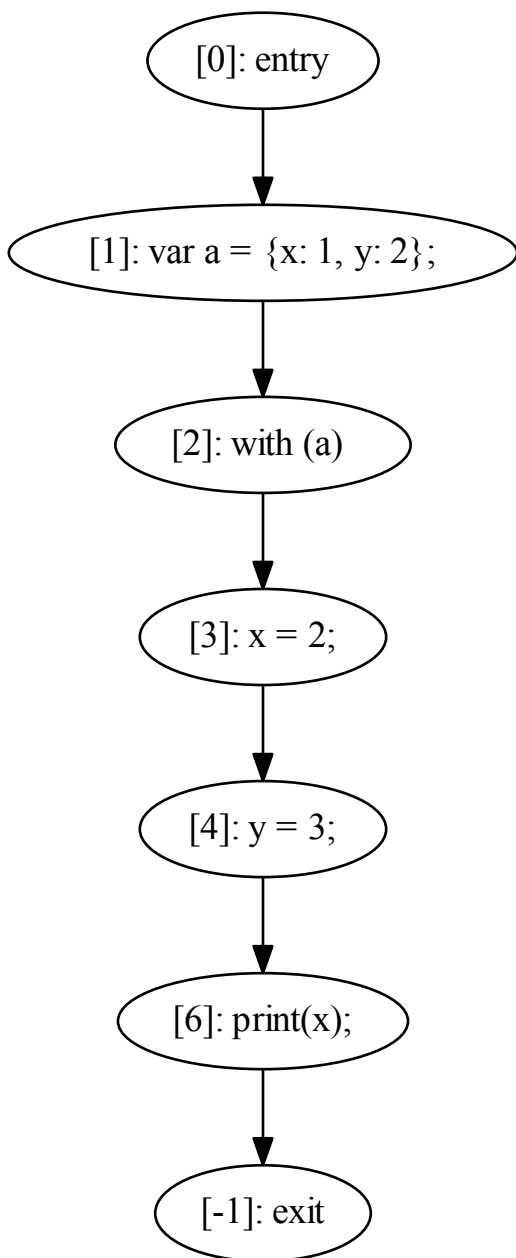 [0]: entry
[1]: var a = {x: 1, y: 2};
[2]: with (a)
[3]: x = 2;
[4]: y = 3;
[6]: print(x);
[-1]: exit